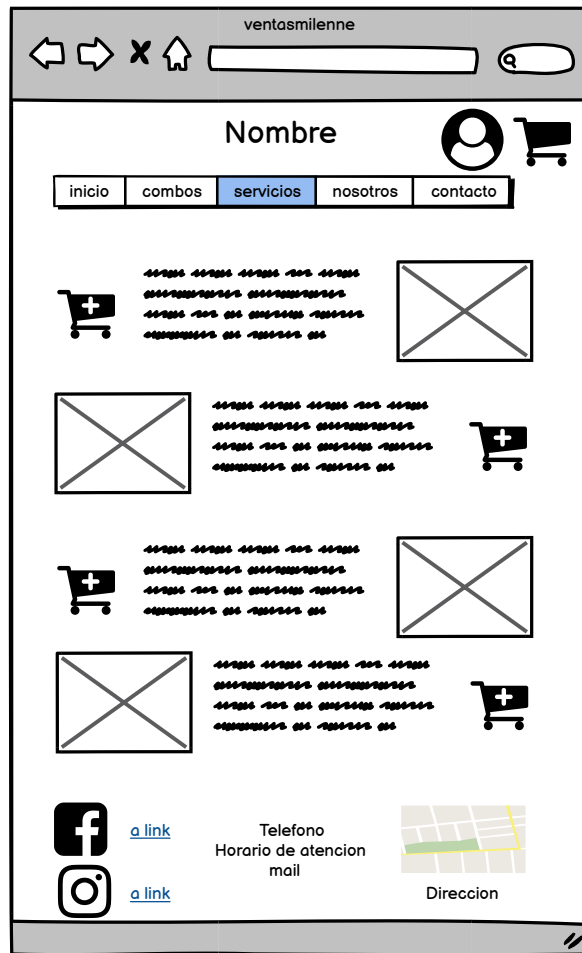 ventasmilenne
Nombre
inicio combos servicios nosotros contacto
a link
Telefono
Horario de atencion
mail
a link
Direccion